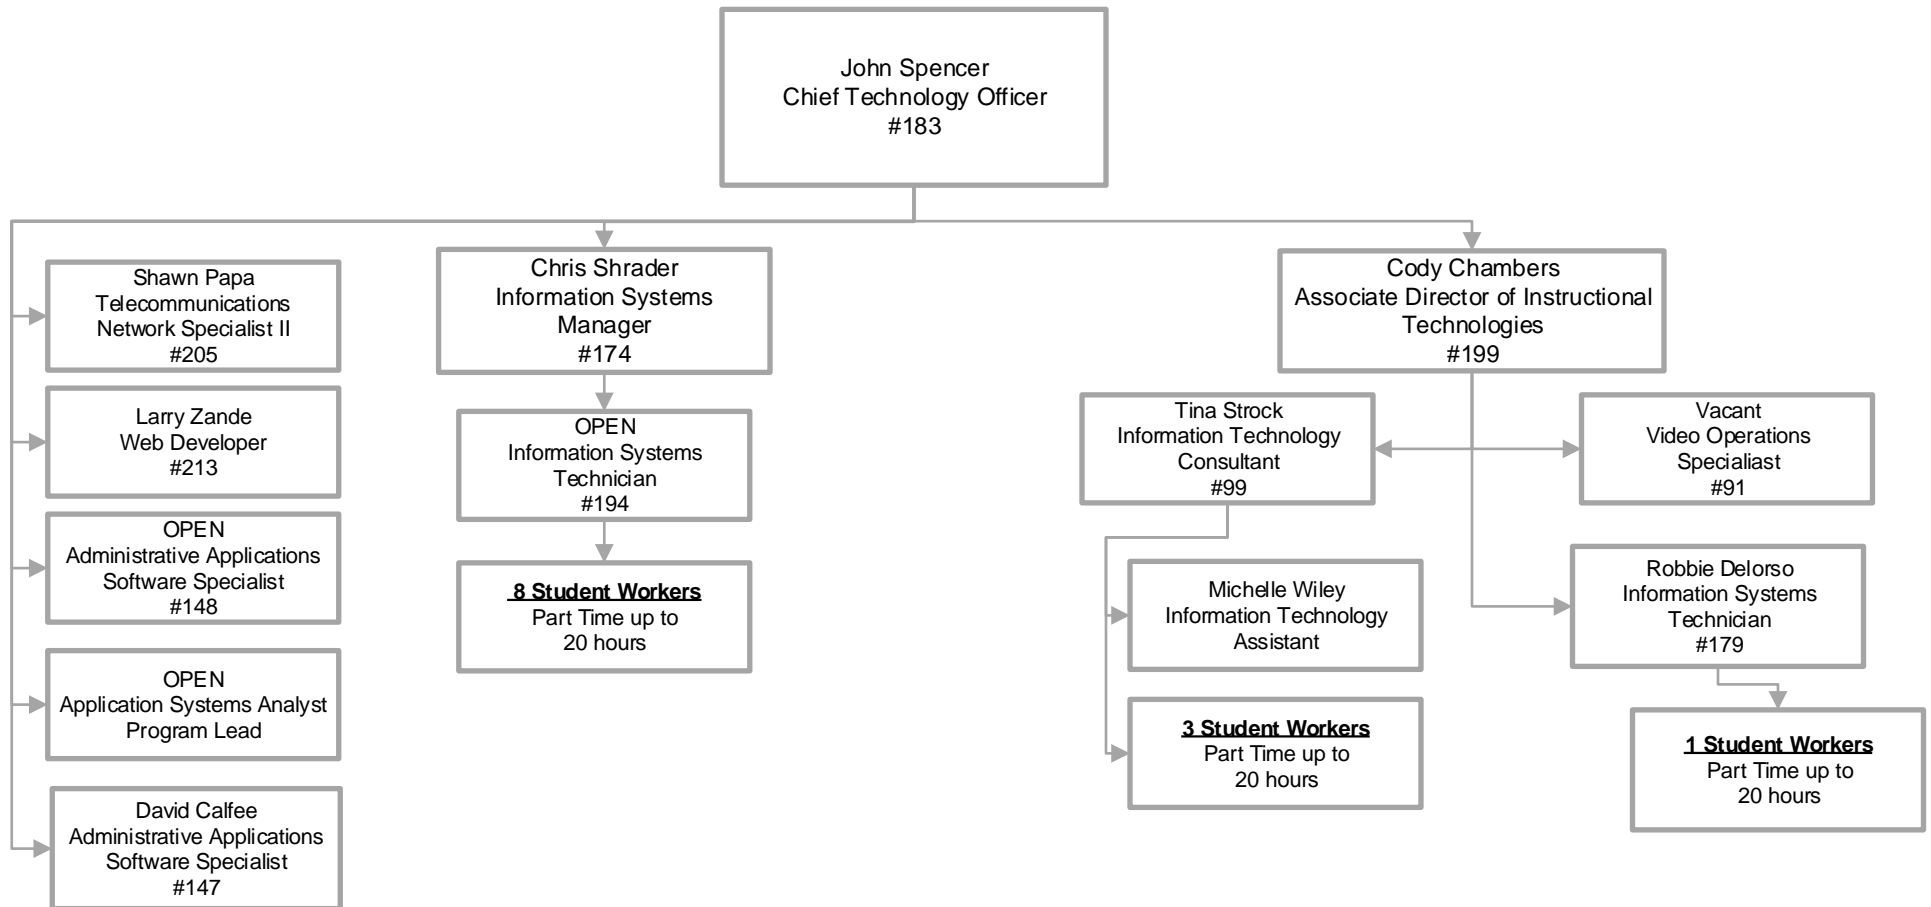 John Spencer
Chief Technology Officer
#183
Shawn Papa
Telecommunications
Network Specialist II
#205
Larry Zande
Web Developer
#213
OPEN
Administrative Applications
Software Specialist
#148
OPEN
Application Systems Analyst
Program Lead
David Calfee
Administrative Applications
Software Specialist
#147
Chris Shrader
Information Systems
Manager
#174
OPEN
Information Systems
Technician
#194
8 Student Workers
Part Time up to
20 hours
Cody Chambers
Associate Director of Instructional
Technologies
#199
Tina Strock
Information Technology
Consultant
#99
Michelle Wiley
Information Technology
Assistant
3 Student Workers
Part Time up to
20 hours
Vacant
Video Operations
Specialiast
#91
Robbie Delorso
Information Systems
Technician
#179
1 Student Workers
Part Time up to
20 hours